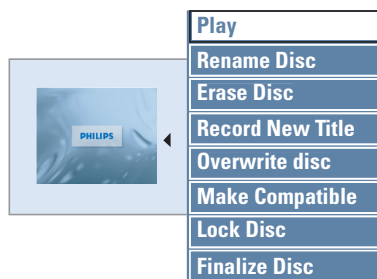 Play
Rename Disc
Erase Disc
Record New Title
PHILIPS
Overwrite disc
Make Compatible
Lock Disc
Finalize Disc